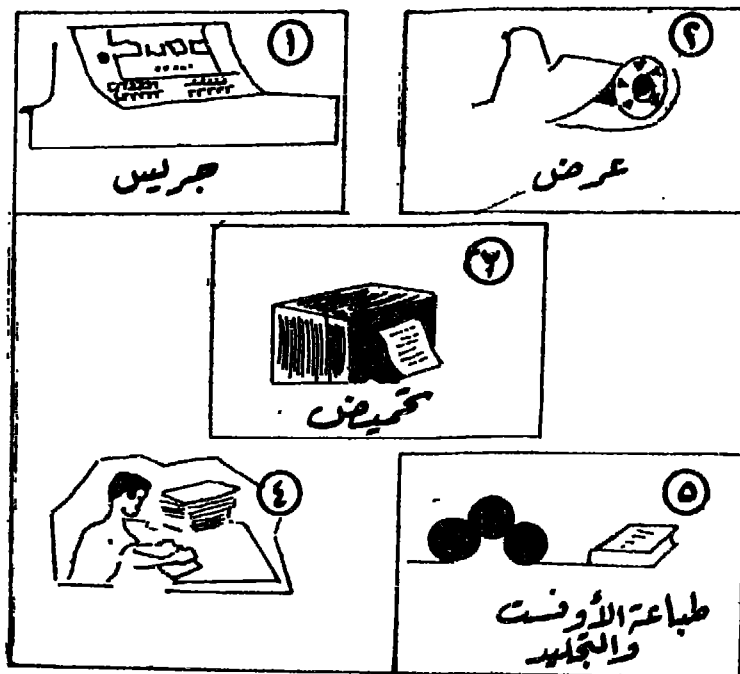 ١
جريس
٢
عرض
٣
تحميض
٤
٥
طباعة الأوفست
والتجليد